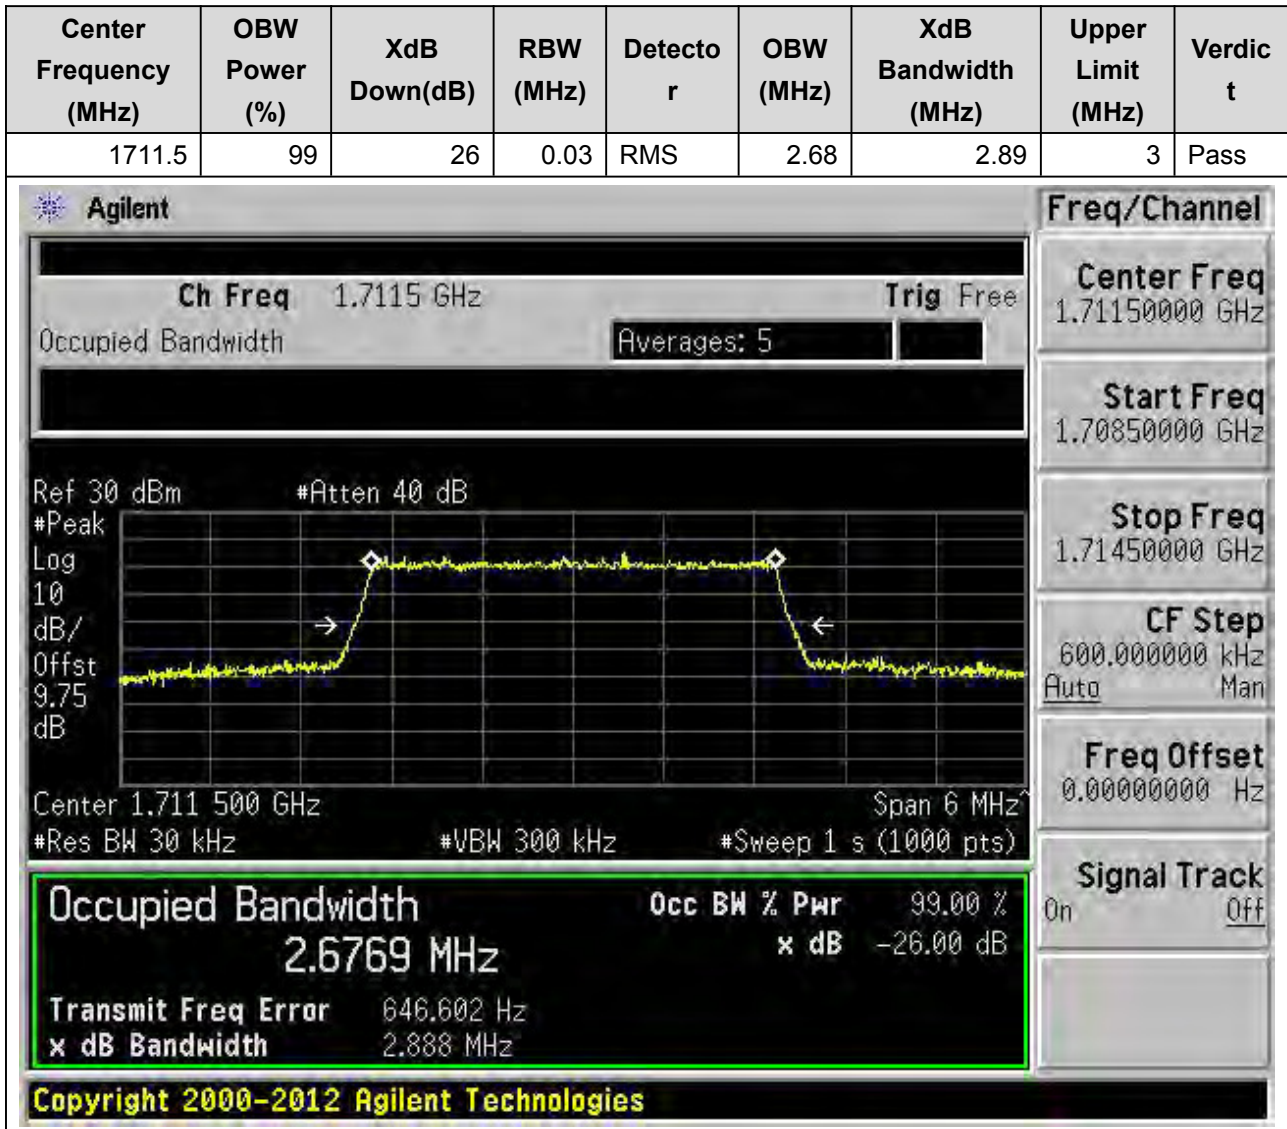 Center Frequency (MHz) OBW Power (%) XdB Down(dB) RBW (MHz) Detecto r OBW (MHz) XdB Bandwidth (MHz) Upper Limit (MHz) Verdic t
1711.5 99 26 0.03 RMS 2.68 2.89 3 Pass
Agilent
Freq/Channel
Ch Freq 1.7115 GHz Trig Free
Occupied Bandwidth Averages: 5
Ref 30 dBm #Atten 40 dB
#Peak
Log
10
dB/
Offst
9.75
dB
Center 1.711 500 GHz Span 6 MHz^
#Res BW 30 kHz #VBW 300 kHz #Sweep 1 s (1000 pts)
Occupied Bandwidth Occ BW % Pwr 99.00 %
2.6769 MHz x dB -26.00 dB
Transmit Freq Error 646.602 Hz
x dB Bandwidth 2.888 MHz
Copyright 2000-2012 Agilent Technologies
Center Freq
1.71150000 GHz
Start Freq
1.70850000 GHz
Stop Freq
1.71450000 GHz
CF Step
600.000000 kHz
Auto Man
Freq Offset
0.00000000 Hz
Signal Track
On Off